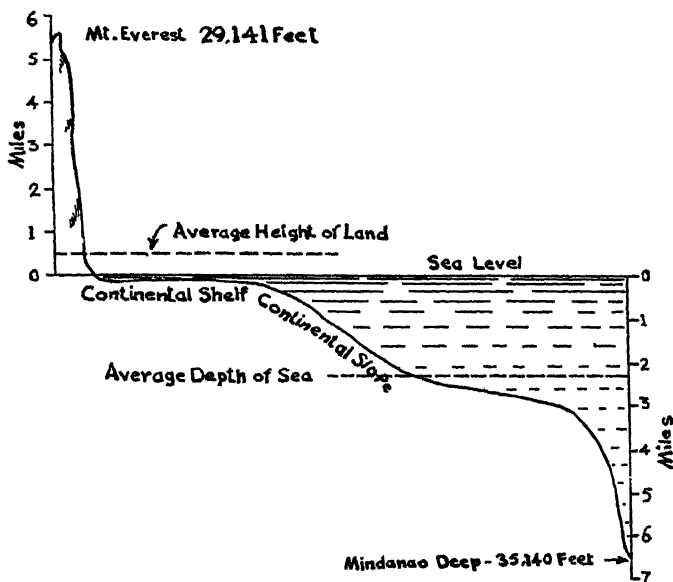 6
Mt. Everest 29,141 Feet
5
4
Miles
3
2
1
Average Height of Land
0
Sea Level
0
Continental Shelf
Continental Slope
1
2
Average Depth of Sea
3
4
Miles
5
6
Mindanao Deep - 35,140 Feet
7